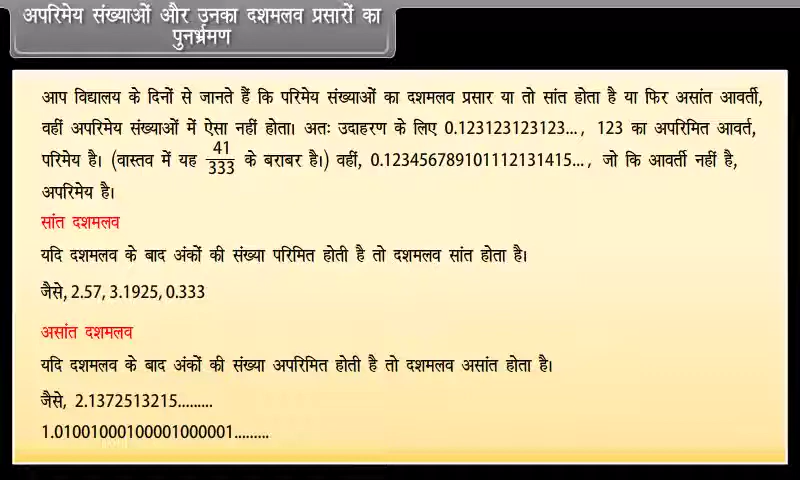 अपरिमेय संख्याओं और उनका दशमलव प्रसारों का
पुनर्भ्रमण
आप विद्यालय के दिनों से जानते हैं कि परिमेय संख्याओं का दशमलव प्रसार या तो सांत होता है या फिर असांत आवर्ती,
वहीं अपरिमेय संख्याओं में ऐसा नहीं होता। अतः उदाहरण के लिए 0.123123123123... , 123 का अपरिमित आवर्त,
परिमेय है। (वास्तव में यह 41/333 के बराबर है।) वहीं, 0.123456789101112131415... , जो कि आवर्ती नहीं है,
अपरिमेय है।
सांत दशमलव
यदि दशमलव के बाद अंकों की संख्या परिमित होती है तो दशमलव सांत होता है।
जैसे, 2.57, 3.1925, 0.333
असांत दशमलव
यदि दशमलव के बाद अंकों की संख्या अपरिमित होती है तो दशमलव असांत होता है।
जैसे, 2.1372513215.........
1.01001000100001000001.........